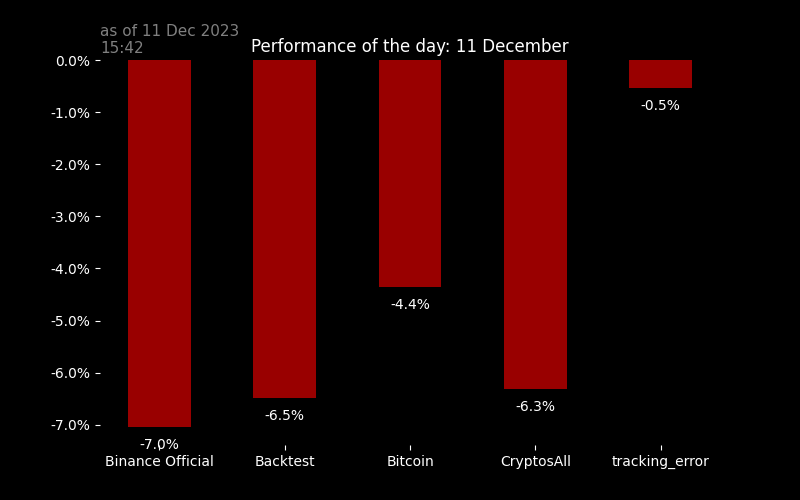 as of 11 Dec 2023
15:42
Performance of the day: 11 December
0.0%
-1.0%
-2.0%
-3.0%
-4.0%
-5.0%
-6.0%
-7.0%
-7.0%
-6.5%
-4.4%
-6.3%
-0.5%
Binance Official
Backtest
Bitcoin
CryptosAll
tracking_error